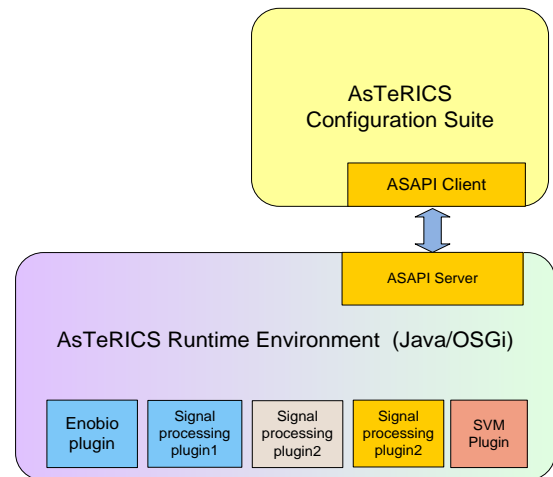 AsTeRICS
Configuration Suite
ASAPI Client
ASAPI Server
AsTeRICS Runtime Environment (Java/OSGi)
Enobio
plugin
Signal
processing
plugin1
Signal
processing
plugin2
Signal
processing
plugin2
SVM
Plugin